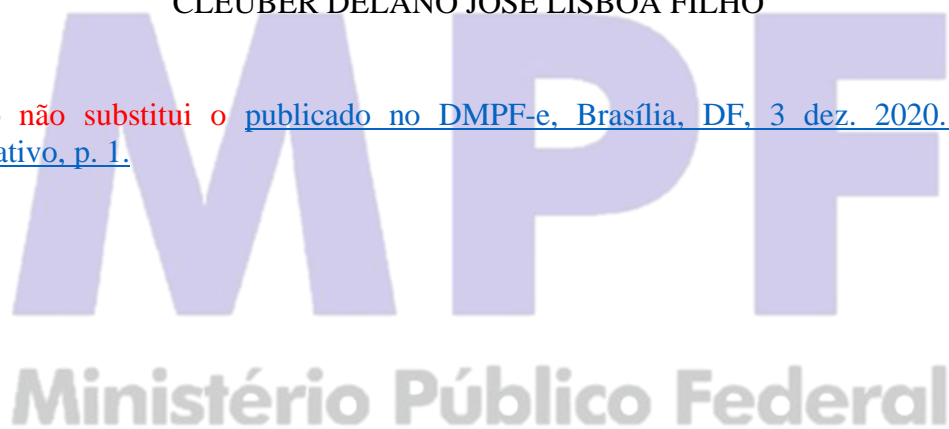 CLEUBER DELANO JOSÉ LISBOA FILHO
não substitui o publicado no DMPF-e, Brasília, DF, 3 dez. 2020.
ativo, p. 1.
MPF
Ministério Público Federal